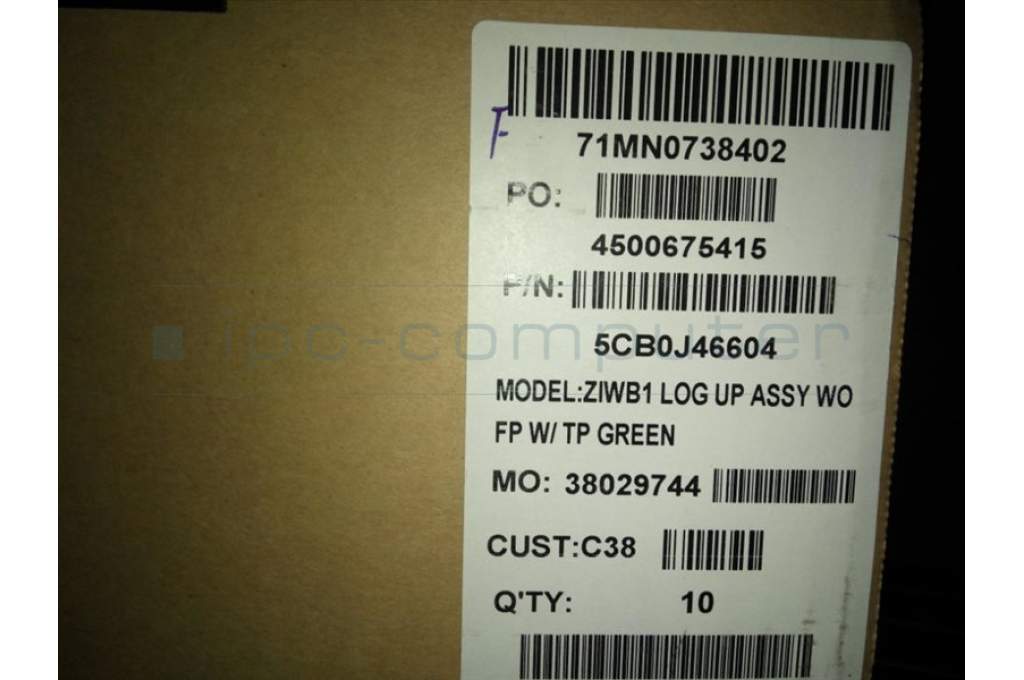 F
71MN0738402
PO:
4500675415
P/N:
ipc-computer
5CB0J46604
MODEL:ZIWB1 LOG UP ASSY WO
FP W/ TP GREEN
MO: 38029744
CUST:C38
Q'TY: 10